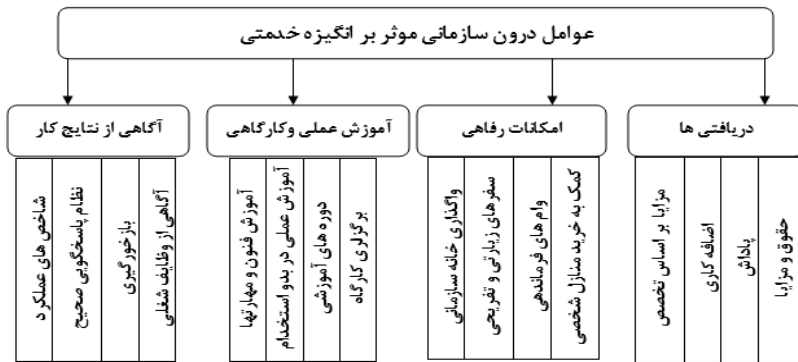 عوامل درون سازمانی موثر بر انگیزه خدمتی
دریافتی ها
امکانات رفاهی
آموزش عملی وکارگاهی
آگاهی از نتایج کار
حقوق و مزایا
پاداش
اضافه کاری
مزایا بر اساس تخصص
کمک به خرید منازل شخصی
وام های فرماندهی
سفرهای زیارتی و تفریحی
واگذاری خانه سازمانی
برگزلری کارگاه
دوره های آموزشی
آموزش عملی در بدو استخدام
آموزش فنون و مهارتها
آگاهی از وظایف شغلی
بازخورگیری
نظام پاسخگویی صحیح
شاخص های عملکرد